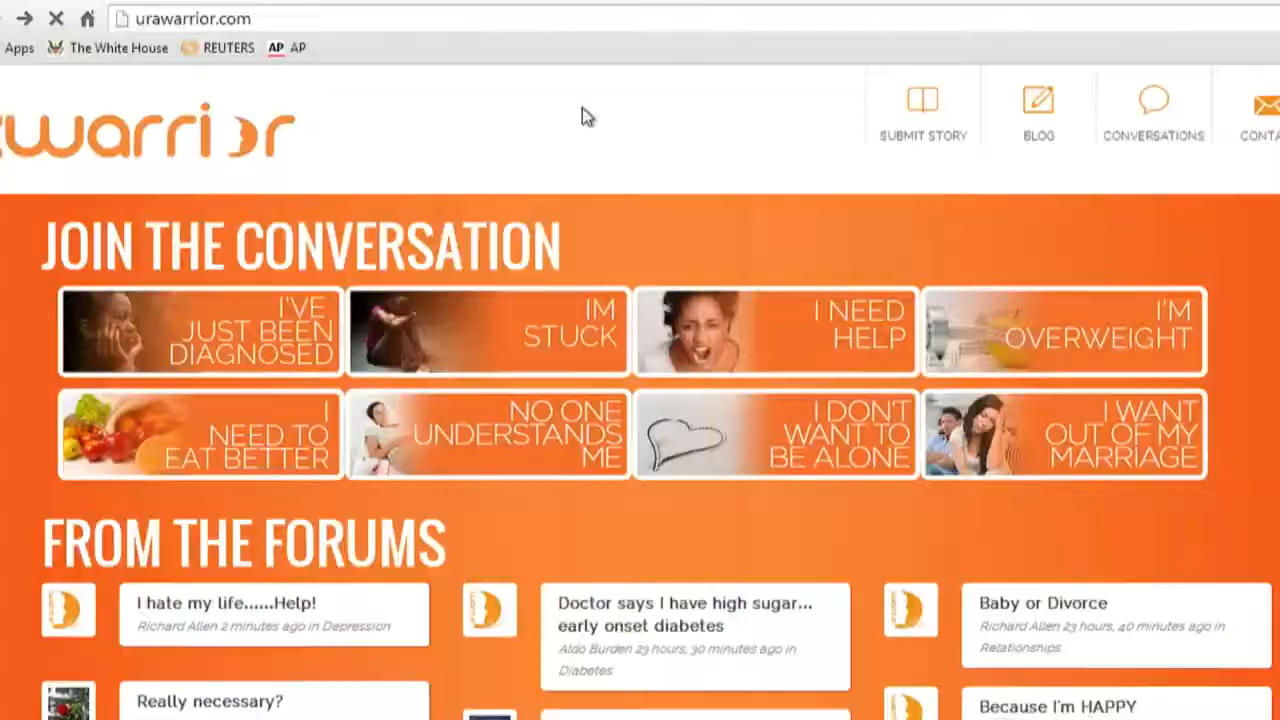 urawarrior.com
Apps The White House REUTERS AP AP
warrior
SUBMIT STORY
BLOG
CONVERSATIONS
JOIN THE CONVERSATION
I'VE
JUST BEEN
DIAGNOSED
IM
STUCK
I NEED
HELP
I'M
OVERWEIGHT
I
NEED TO
EAT BETTER
NO ONE
UNDERSTANDS
ME
I DON'T
WANT TO
BE ALONE
I WANT
OUT OF MY
MARRIAGE
FROM THE FORUMS
I hate my life......Help!
Richard Allen 2 minutes ago in Depression
Doctor says I have high sugar...
early onset diabetes
Aldo Burden 23 hours, 30 minutes ago in
Diabetes
Baby or Divorce
Richard Allen 23 hours, 40 minutes ago in
Relationships
Really necessary?
Because I'm HAPPY